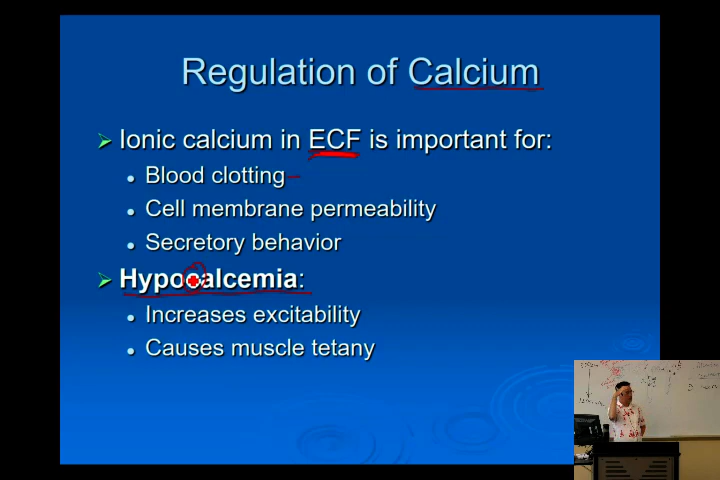 Regulation of Calcium
Ionic calcium in ECF is important for:
Blood clotting
Cell membrane permeability
Secretory behavior
Hypocalcemia:
Increases excitability
Causes muscle tetany